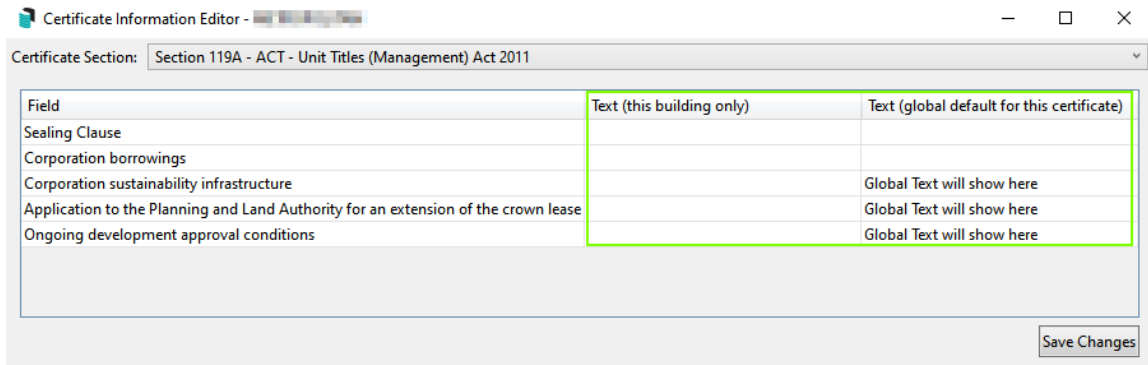 Certificate Information Editor -
Certificate Section: Section 119A - ACT - Unit Titles (Management) Act 2011
Field Text (this building only) Text (global default for this certificate)
Sealing Clause
Corporation borrowings
Corporation sustainability infrastructure Global Text will show here
Application to the Planning and Land Authority for an extension of the crown lease Global Text will show here
Ongoing development approval conditions Global Text will show here
Save Changes